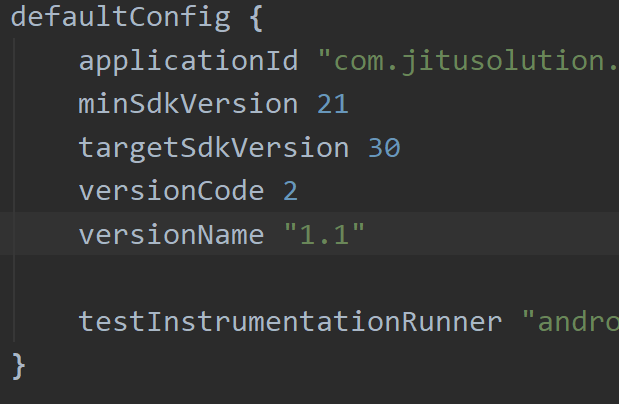 defaultConfig {
applicationId "com.jitusolution.
minSdkVersion 21
targetSdkVersion 30
versionCode 2
versionName "1.1"
testInstrumentationRunner "andro
}